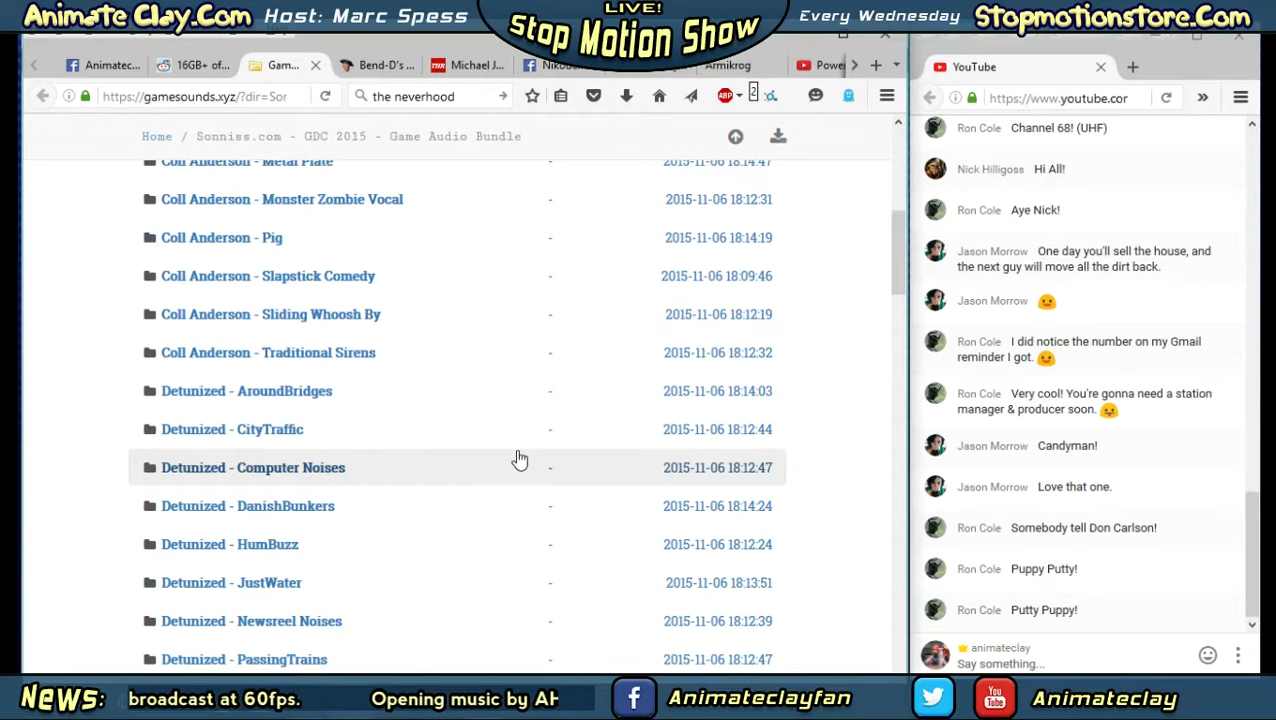 Animate Clay.Com
Host: Marc Spess
LIVE!
Stop Motion Show
Every Wednesday
Stopmotionstore.Com
Animatec...
16GB+ of...
Gam...
Bend-D's ...
THR
Michael J...
Armikrog
Power
YouTube
https://gamesounds.xyz/?dir=Sor
the neverhood
ABP
2
https://www.youtube.cor
Home / Sonniss.com - GDC 2015 - Game Audio Bundle
Coll Anderson - Metal Plate - 2015-11-06 18:14:47
Coll Anderson - Monster Zombie Vocal - 2015-11-06 18:12:31
Coll Anderson - Pig - 2015-11-06 18:14:19
Coll Anderson - Slapstick Comedy - 2015-11-06 18:09:46
Coll Anderson - Sliding Whoosh By - 2015-11-06 18:12:19
Coll Anderson - Traditional Sirens - 2015-11-06 18:12:32
Detunized - AroundBridges - 2015-11-06 18:14:03
Detunized - CityTraffic - 2015-11-06 18:12:44
Detunized - Computer Noises - 2015-11-06 18:12:47
Detunized - DanishBunkers - 2015-11-06 18:14:24
Detunized - HumBuzz - 2015-11-06 18:12:24
Detunized - JustWater - 2015-11-06 18:13:51
Detunized - Newsreel Noises - 2015-11-06 18:12:39
Detunized - PassingTrains - 2015-11-06 18:12:47
Ron Cole Channel 68! (UHF)
Nick Hilligoss Hi All!
Ron Cole Aye Nick!
Jason Morrow One day you'll sell the house, and
the next guy will move all the dirt back.
Jason Morrow
Ron Cole I did notice the number on my Gmail
reminder I got.
Ron Cole Very cool! You're gonna need a station
manager & producer soon.
Jason Morrow Candyman!
Jason Morrow Love that one.
Ron Cole Somebody tell Don Carlson!
Ron Cole Puppy Putty!
Ron Cole Putty Puppy!
animateclay
Say something...
News:
broadcast at 60fps.
Opening music by
Animateclayfan
You Tube
Animateclay